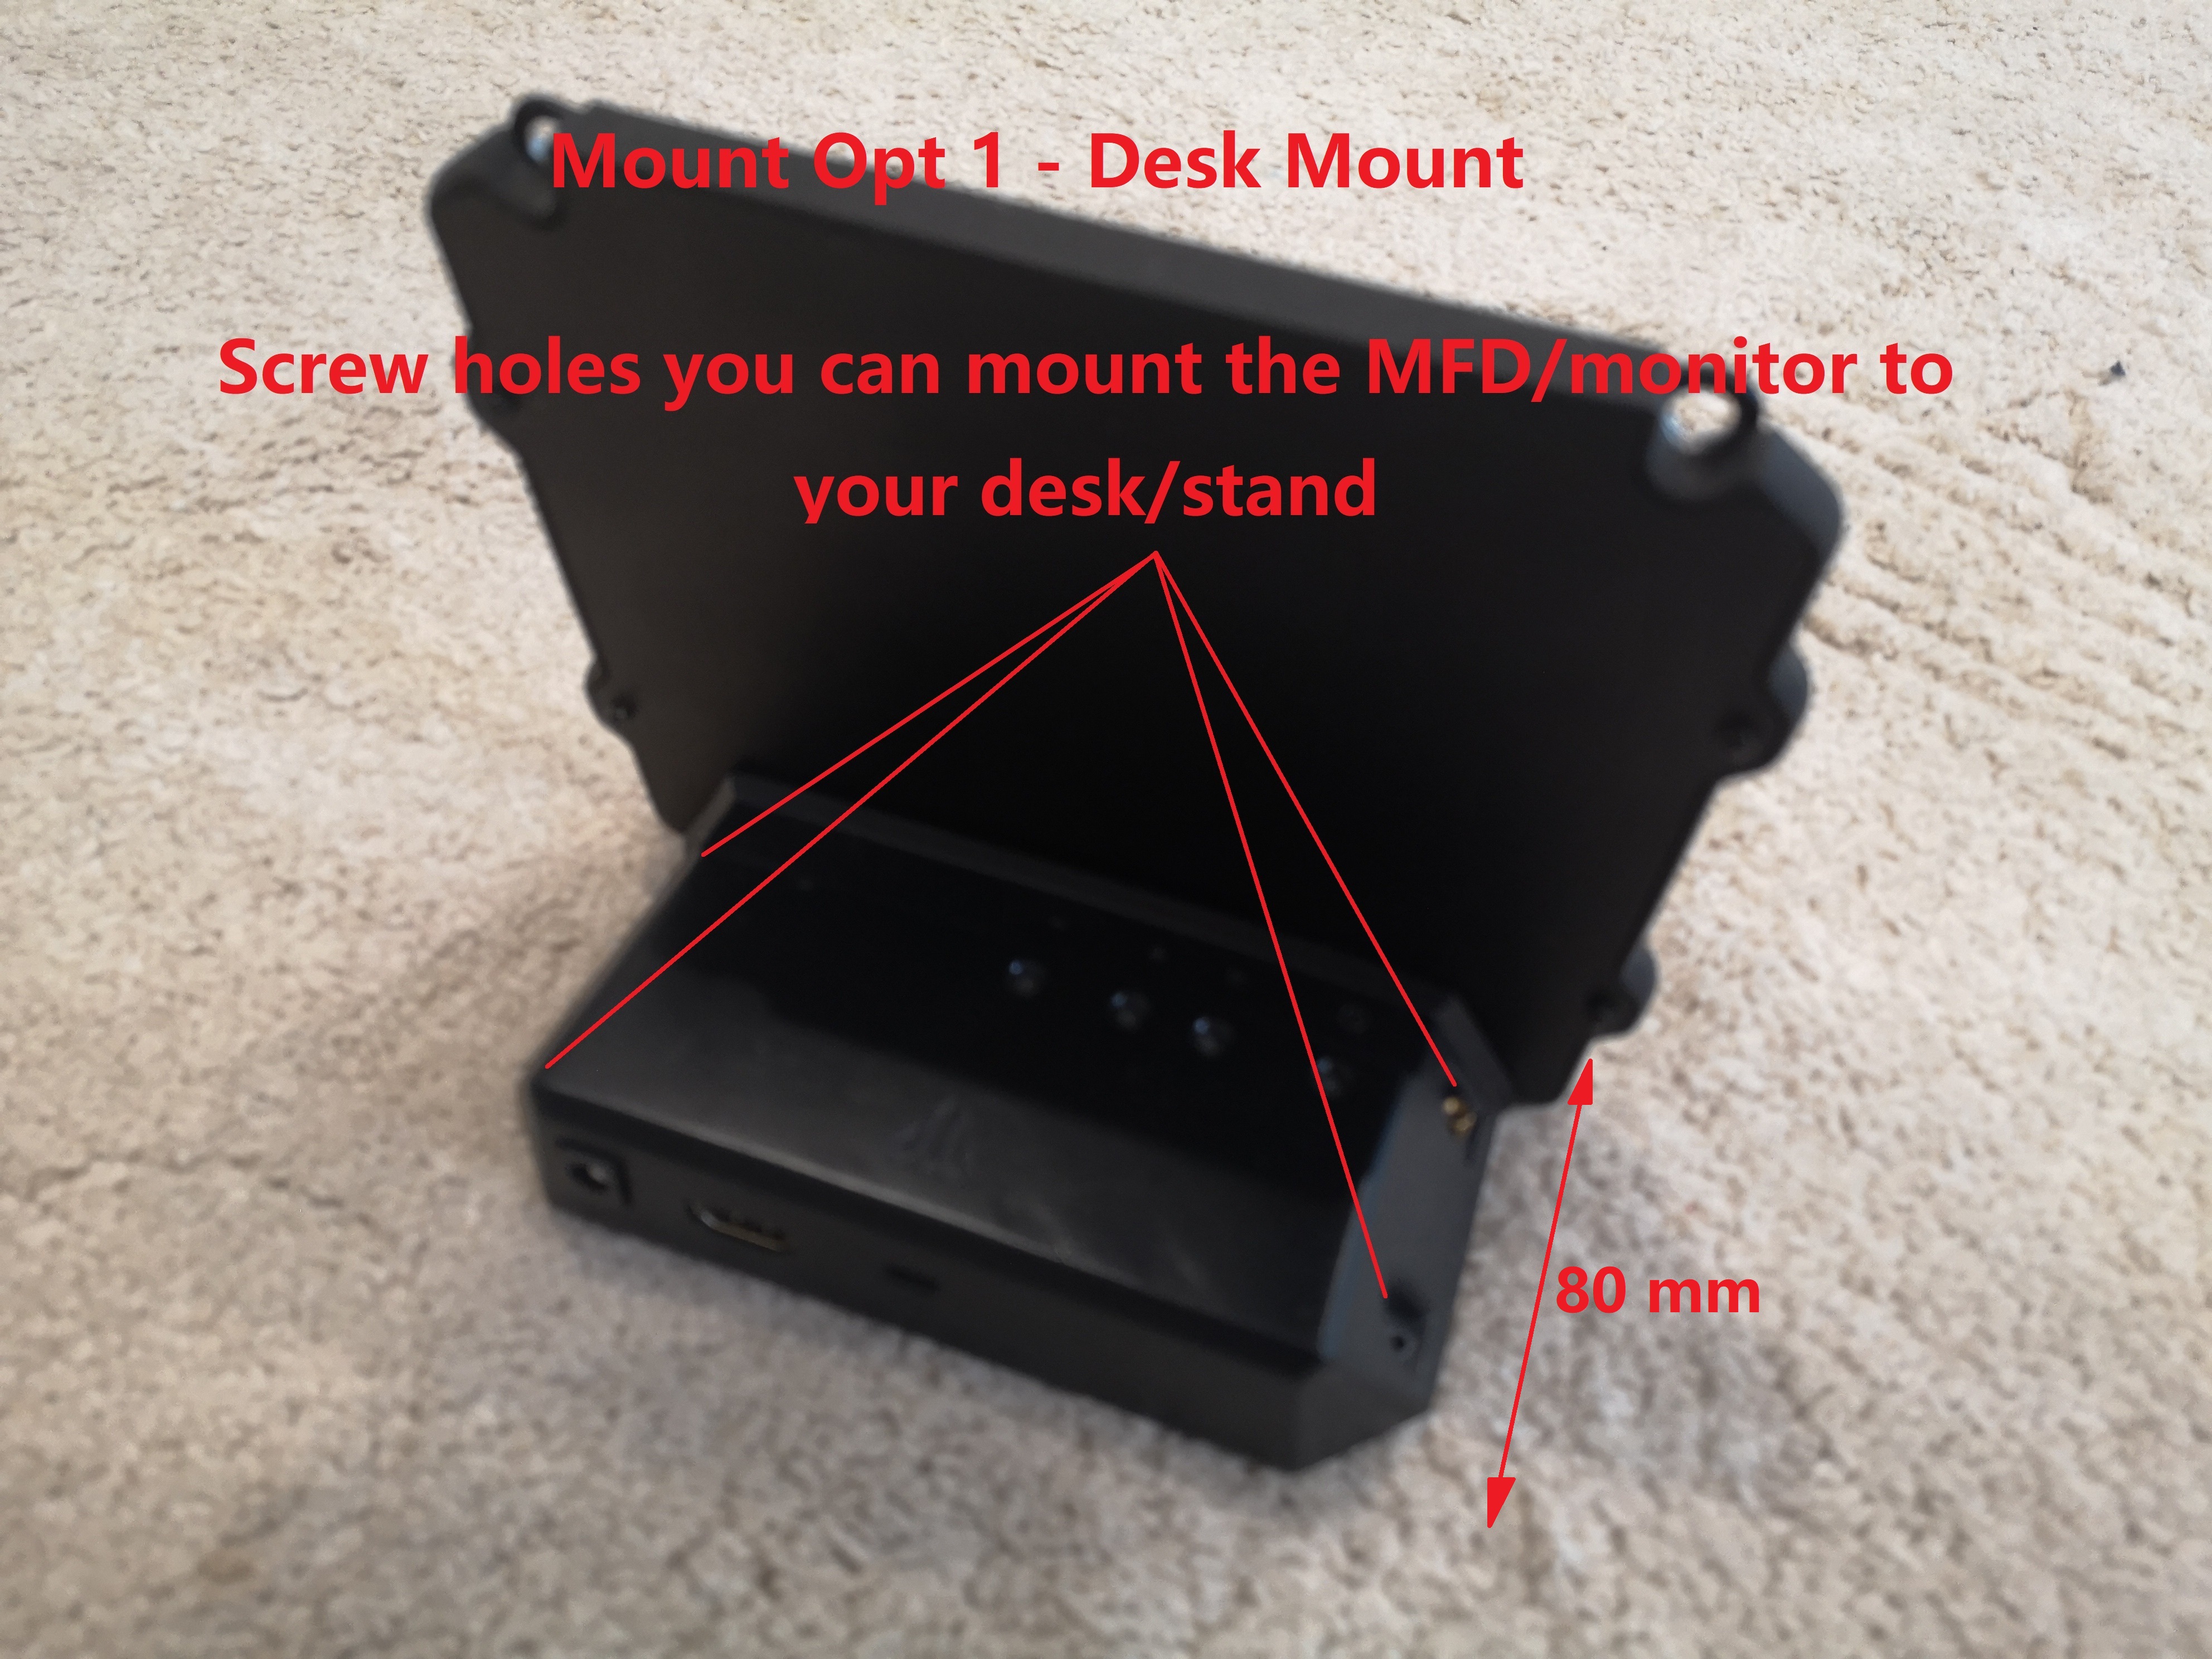 Mount Opt 1 - Desk Mount
Screw holes you can mount the MFD/monitor to
your desk/stand
80 mm